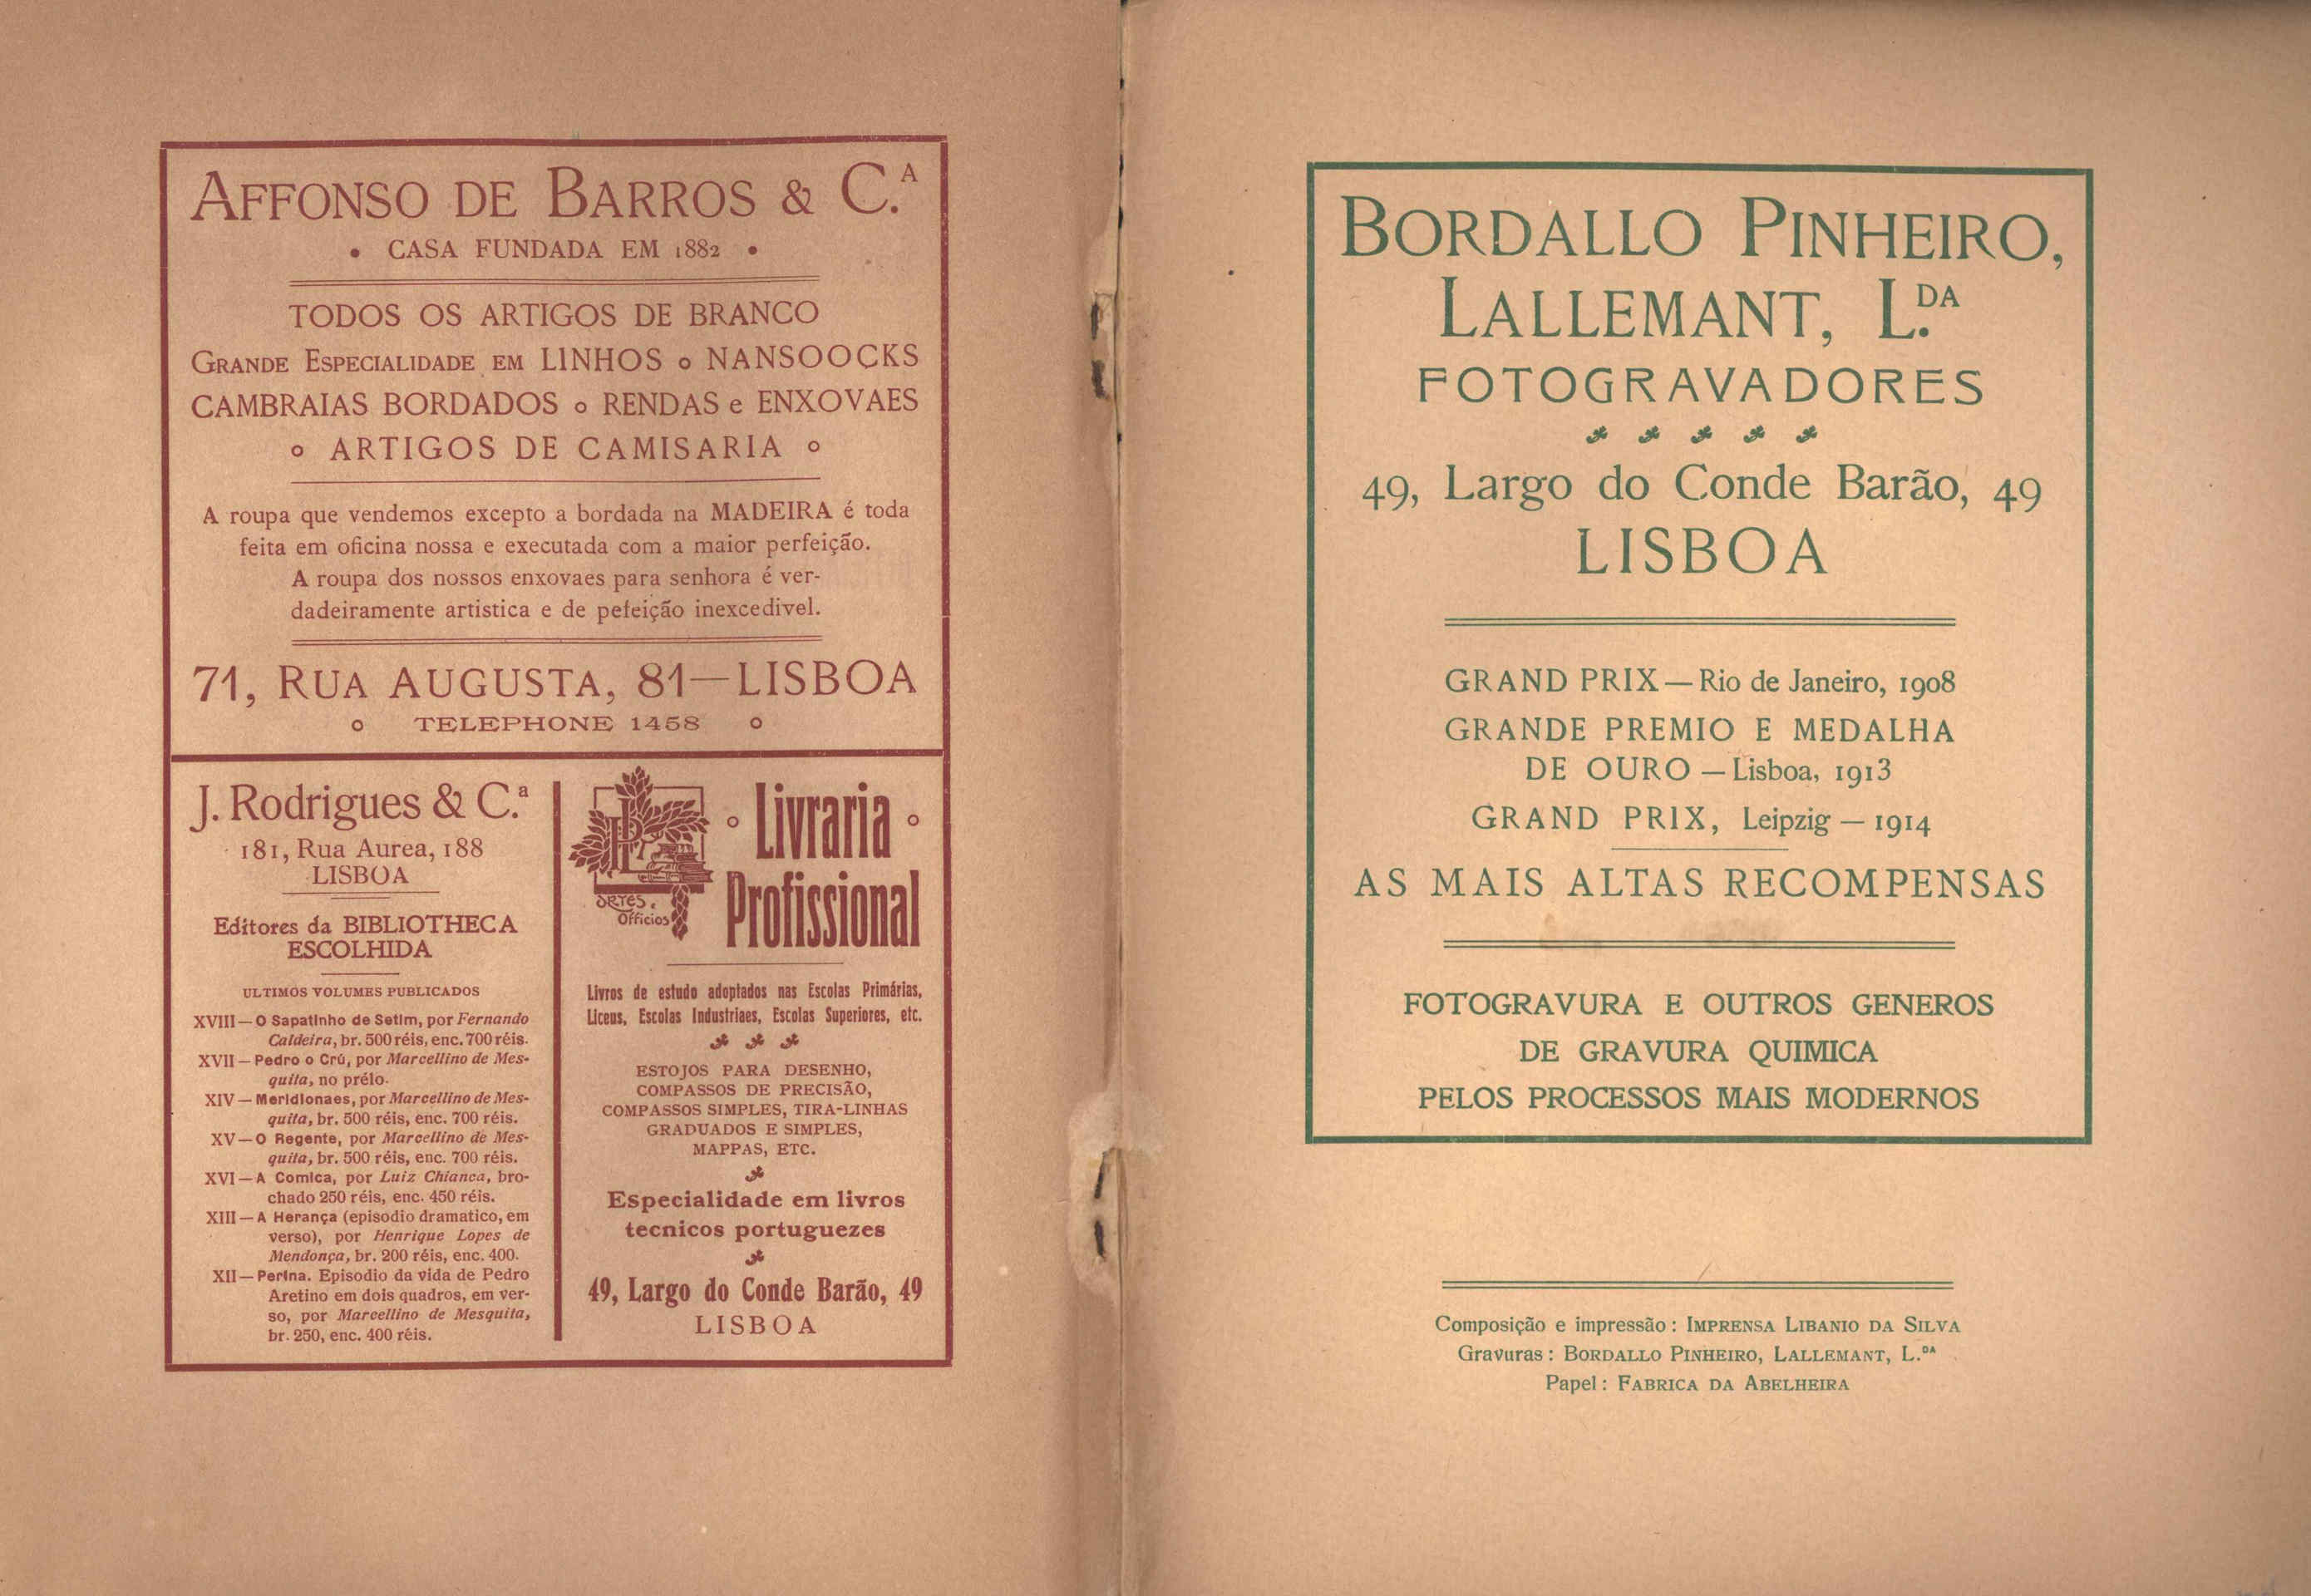 AFFONSO DE BARROS & C.A
• CASA FUNDADA EM 1882 •
TODOS OS ARTIGOS DE BRANCO
GRANDE ESPECIALIDADE EM LINHOS o NANSOOCKS
CAMBRAIAS BORDADOS o RENDAS e ENXOVAES
o ARTIGOS DE CAMISARIA o
A roupa que vendemos excepto a bordada na MADEIRA é toda
feita em oficina nossa e executada com a maior perfeição.
A roupa dos nossos enxovaes para senhora é ver-
dadeiramente artistica e de pefeição inexcedivel.
71, RUA AUGUSTA, 81—LISBOA
o TELEPHONE 1458 o
J. Rodrigues & C.ª
181, Rua Aurea, 188
LISBOA
Editores da BIBLIOTHECA
ESCOLHIDA
ULTIMOS VOLUMES PUBLICADOS
XVIII—O Sapatinho de Setim, por Fernando
Caldeira, br. 500 réis, enc. 700 réis.
XVII—Pedro o Crú, por Marcellino de Mes-
quita, no prélo.
XIV—Meridionaes, por Marcellino de Mes-
quita, br. 500 réis, enc. 700 réis.
XV—O Regente, por Marcellino de Mes-
quita, br. 500 réis, enc. 700 réis.
XVI—A Comica, por Luiz Chianca, bro-
chado 250 réis, enc. 450 réis.
XIII—A Herança (episodio dramatico, em
verso), por Henrique Lopes de
Mendonça, br. 200 réis, enc. 400.
XII—Perina. Episodio da vida de Pedro
Aretino em dois quadros, em ver-
so, por Marcellino de Mesquita,
br. 250, enc. 400 réis.
o Livraria o
Profissional
ARTES e
Officios
Livros de estudo adoptados nas Escolas Primárias,
Liceus, Escolas Industriaes, Escolas Superiores, etc.
ESTOJOS PARA DESENHO,
COMPASSOS DE PRECISÃO,
COMPASSOS SIMPLES, TIRA-LINHAS
GRADUADOS E SIMPLES,
MAPPAS, ETC.
Especialidade em livros
tecnicos portuguezes
49, Largo do Conde Barão, 49
LISBOA
BORDALLO PINHEIRO,
LALLEMANT, L.DA
FOTOGRAVADORES
49, Largo do Conde Barão, 49
LISBOA
GRAND PRIX—Rio de Janeiro, 1908
GRANDE PREMIO E MEDALHA
DE OURO—Lisboa, 1913
GRAND PRIX, Leipzig—1914
AS MAIS ALTAS RECOMPENSAS
FOTOGRAVURA E OUTROS GENEROS
DE GRAVURA QUIMICA
PELOS PROCESSOS MAIS MODERNOS
Composição e impressão: IMPRENSA LIBANIO DA SILVA
Gravuras: BORDALLO PINHEIRO, LALLEMANT, L.DA
Papel: FABRICA DA ABELHEIRA